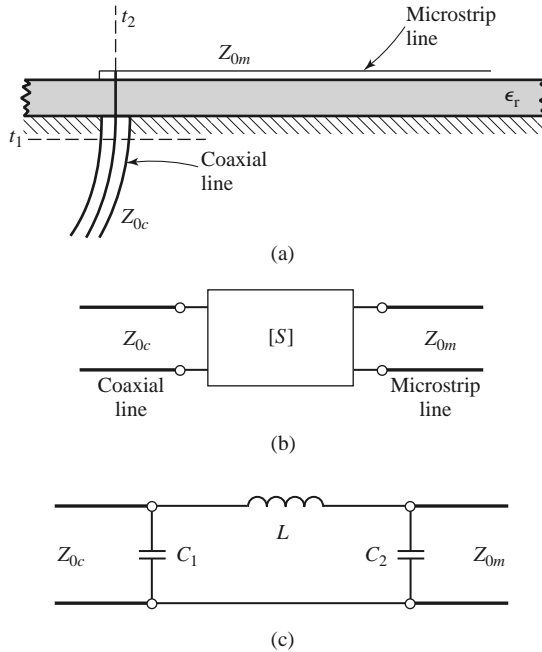 t₂
Microstrip
line
Z₀ₘ
ϵᵣ
t₁
Coaxial
line
Z₀c
(a)
Z₀c
[S]
Z₀ₘ
Coaxial
line
Microstrip
line
(b)
Z₀c
C₁
L
C₂
Z₀ₘ
(c)